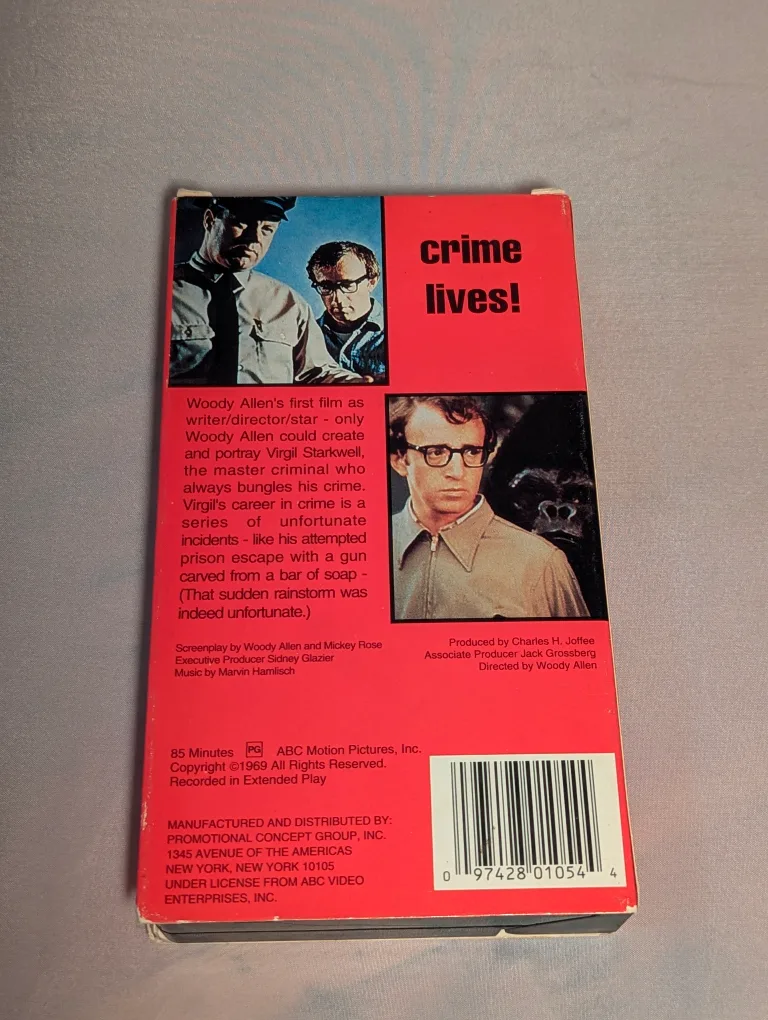 crime
lives!
Woody Allen's first film as
writer/director/star - only
Woody Allen could create
and portray Virgil Starkwell,
the master criminal who
always bungles his crime.
Virgil's career in crime is a
series of unfortunate
incidents - like his attempted
prison escape with a gun
carved from a bar of soap -
(That sudden rainstorm was
indeed unfortunate.)
Screenplay by Woody Allen and Mickey Rose
Executive Producer Sidney Glazier
Music by Marvin Hamlisch
Produced by Charles H. Joffee
Associate Producer Jack Grossberg
Directed by Woody Allen
85 Minutes PG ABC Motion Pictures, Inc.
Copyright ©1969 All Rights Reserved.
Recorded in Extended Play
MANUFACTURED AND DISTRIBUTED BY:
PROMOTIONAL CONCEPT GROUP, INC.
1345 AVENUE OF THE AMERICAS
NEW YORK, NEW YORK 10105
UNDER LICENSE FROM ABC VIDEO
ENTERPRISES, INC.
0 97428 01054 4